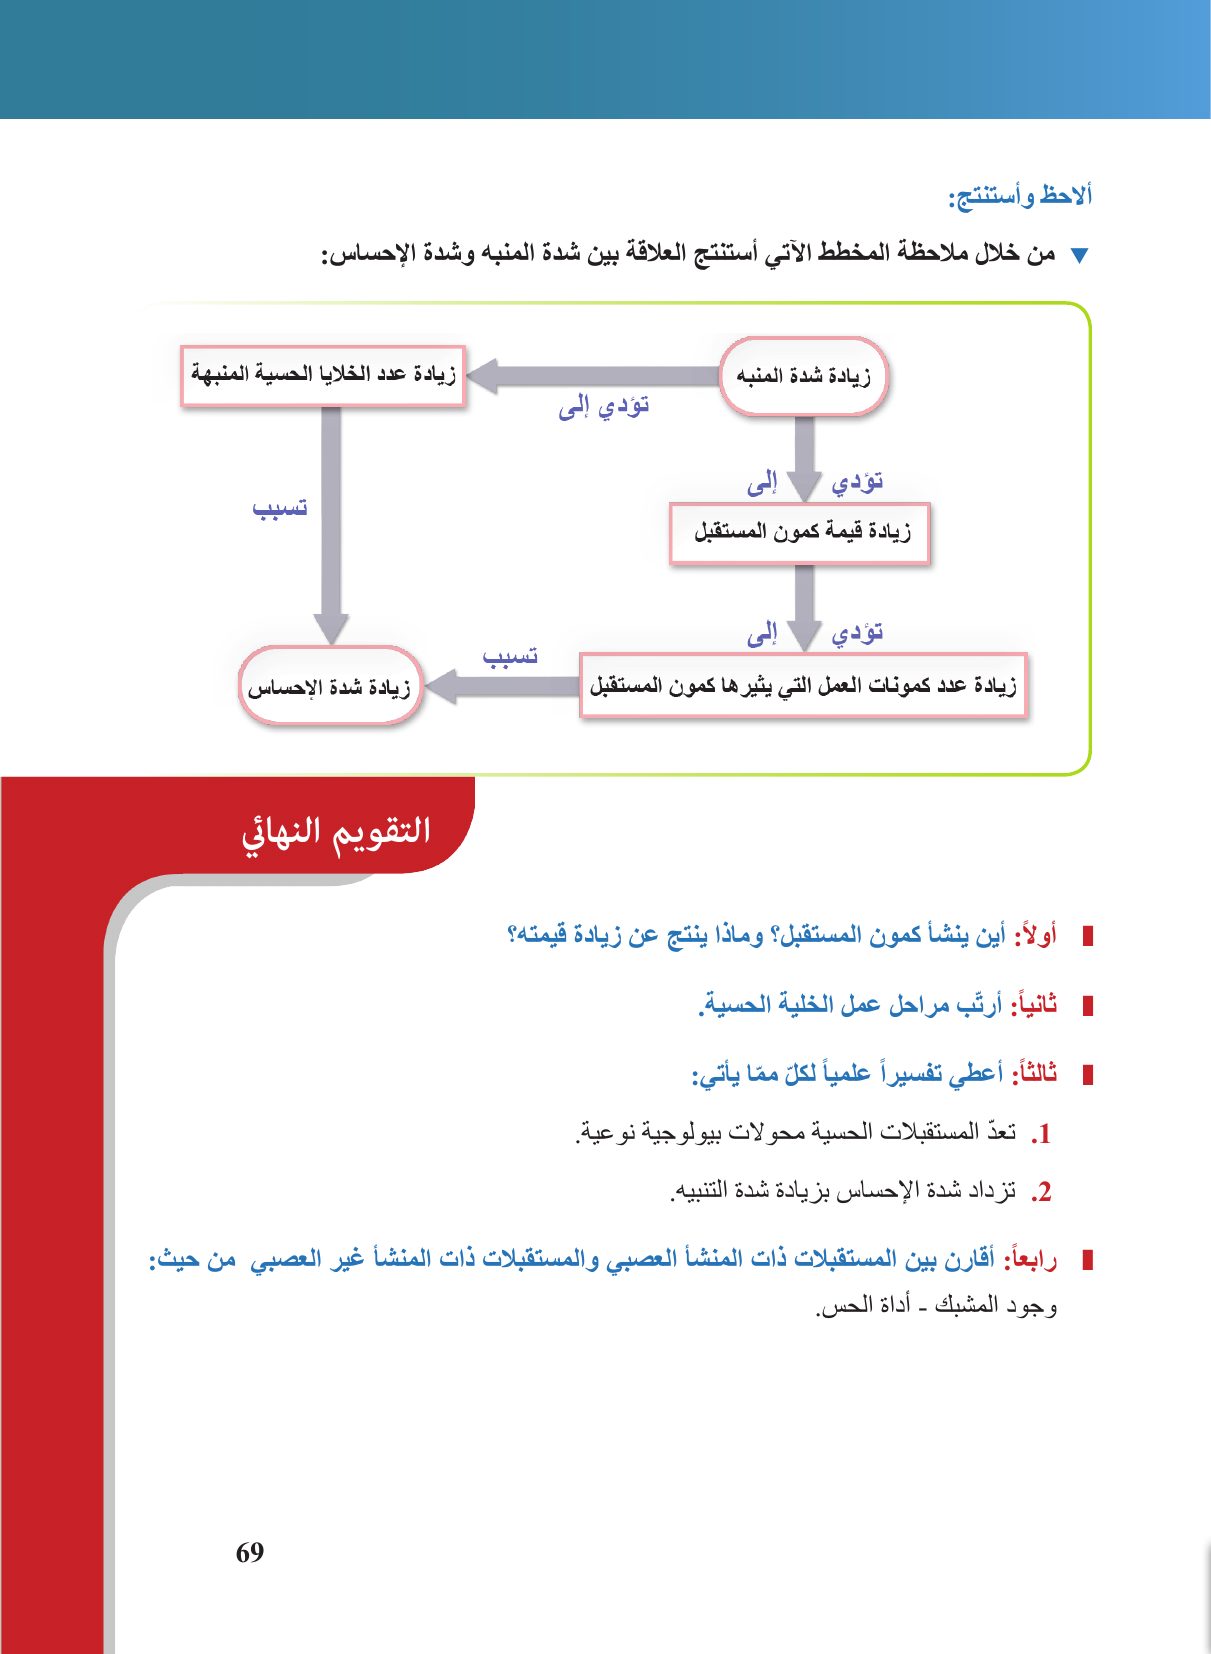 ألاحظ وأستنتج:
من خلال ملاحظة المخطط الآتي أستنتج العلاقة بين شدة المنبه وشدة الإحساس:
زيادة شدة المنبه
تؤدي إلى
زيادة عدد الخلايا الحسية المنبهة
تؤدي إلى
زيادة قيمة كمون المستقبل
تسبب
تؤدي إلى
زيادة عدد كمونات العمل التي يثيرها كمون المستقبل
تسبب
زيادة شدة الإحساس
التقويم النهائي
أولاً: أين ينشأ كمون المستقبل؟ وماذا ينتج عن زيادة قيمته؟
ثانياً: أرتّب مراحل عمل الخلية الحسية.
ثالثاً: أعطي تفسيراً علمياً لكلّ ممّا يأتي:
1. تعدّ المستقبلات الحسية محولات بيولوجية نوعية.
2. تزداد شدة الإحساس بزيادة شدة التنبيه.
رابعاً: أقارن بين المستقبلات ذات المنشأ العصبي والمستقبلات ذات المنشأ غير العصبي من حيث:
وجود المشبك - أداة الحس.
69